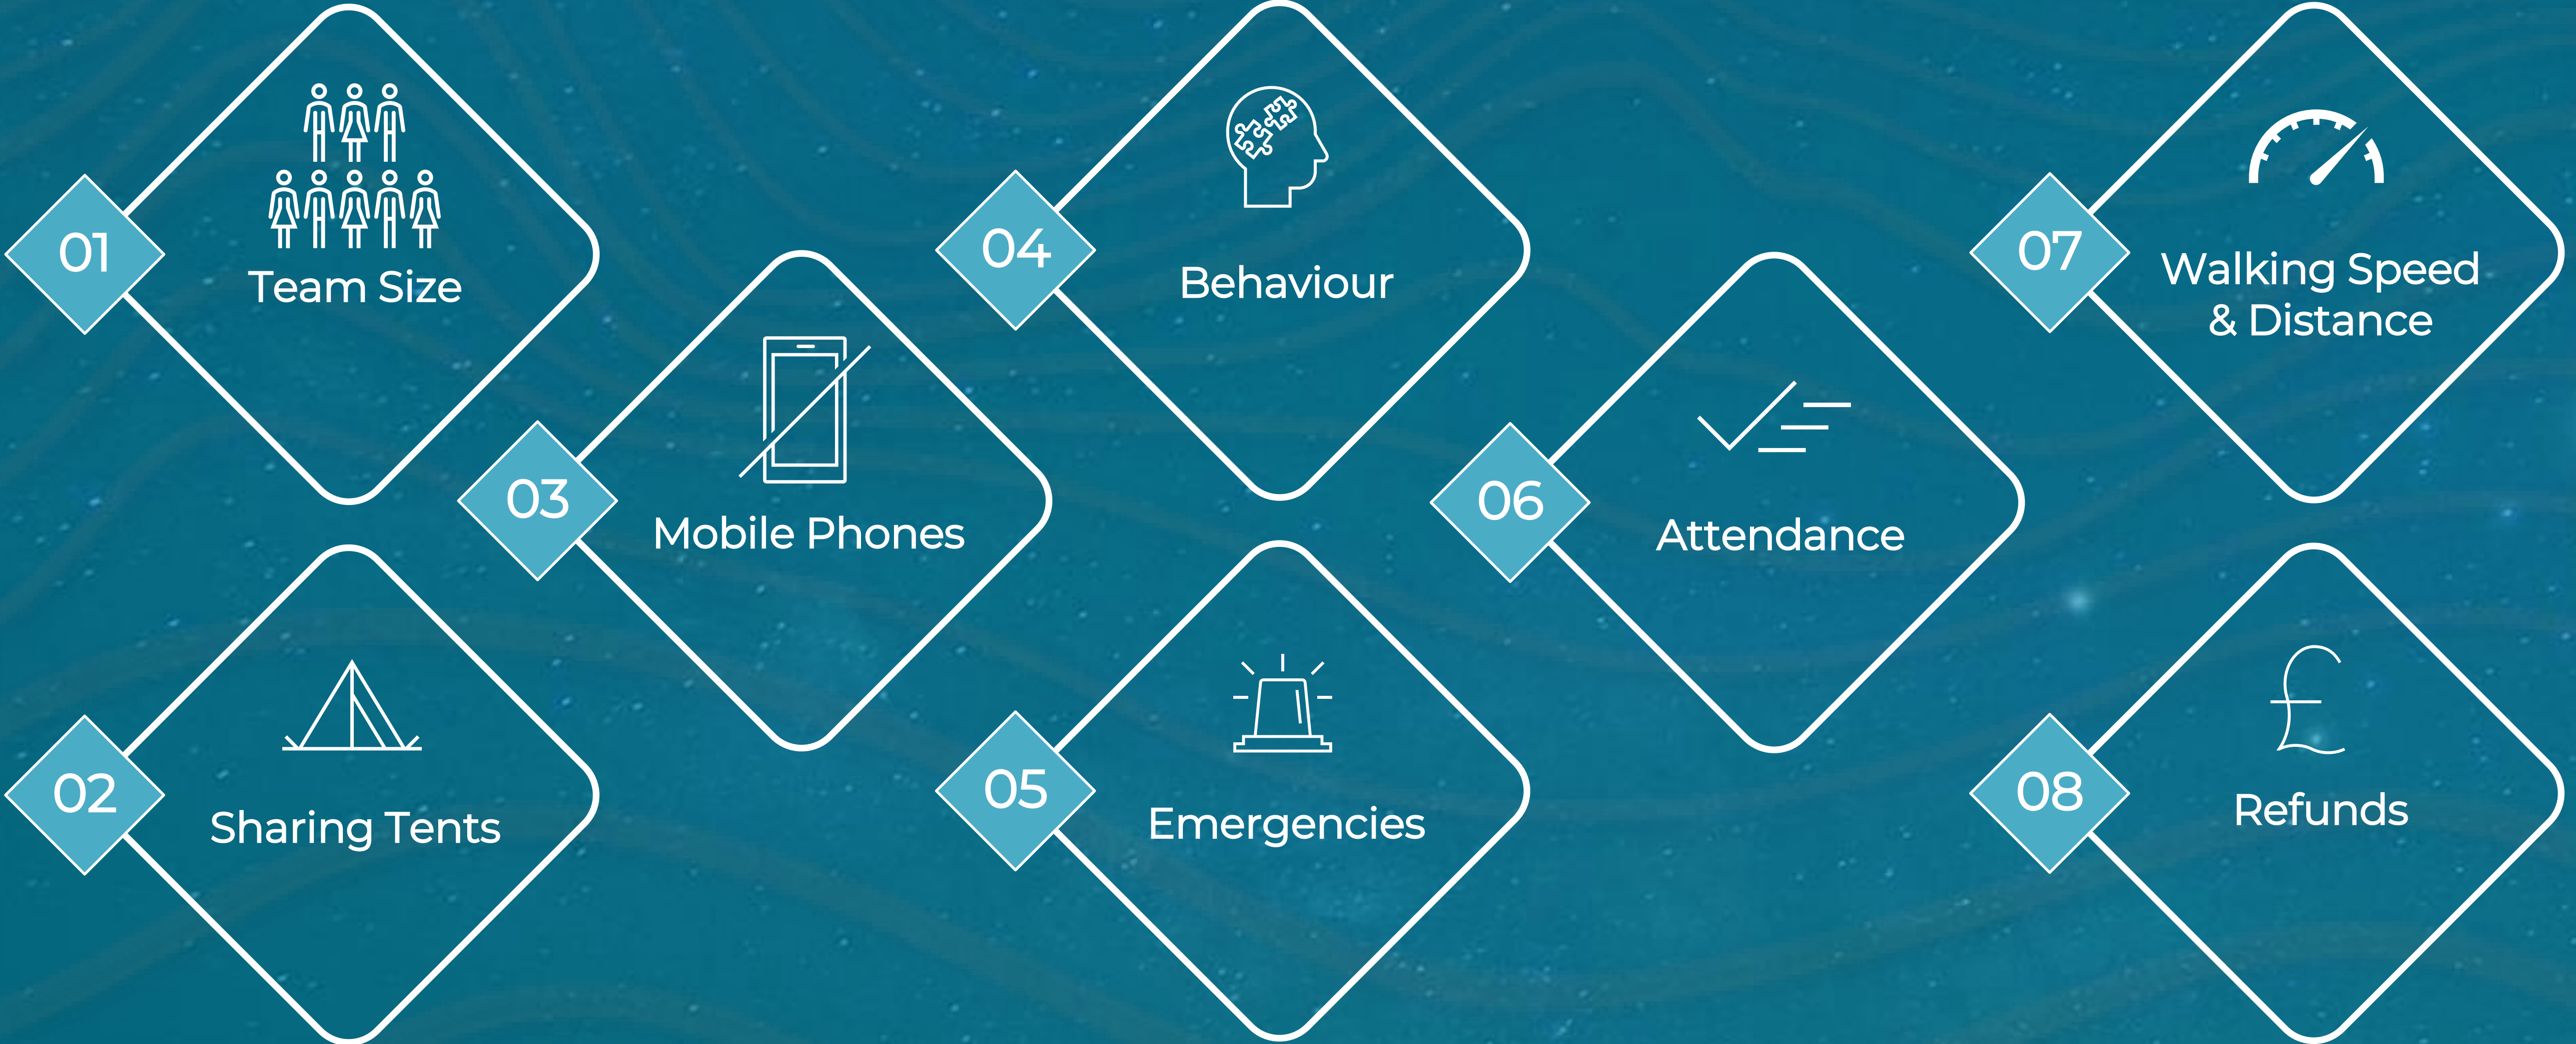 01
Team Size
02
Sharing Tents
03
Mobile Phones
04
Behaviour
05
Emergencies
06
Attendance
07
Walking Speed
& Distance
08
Refunds